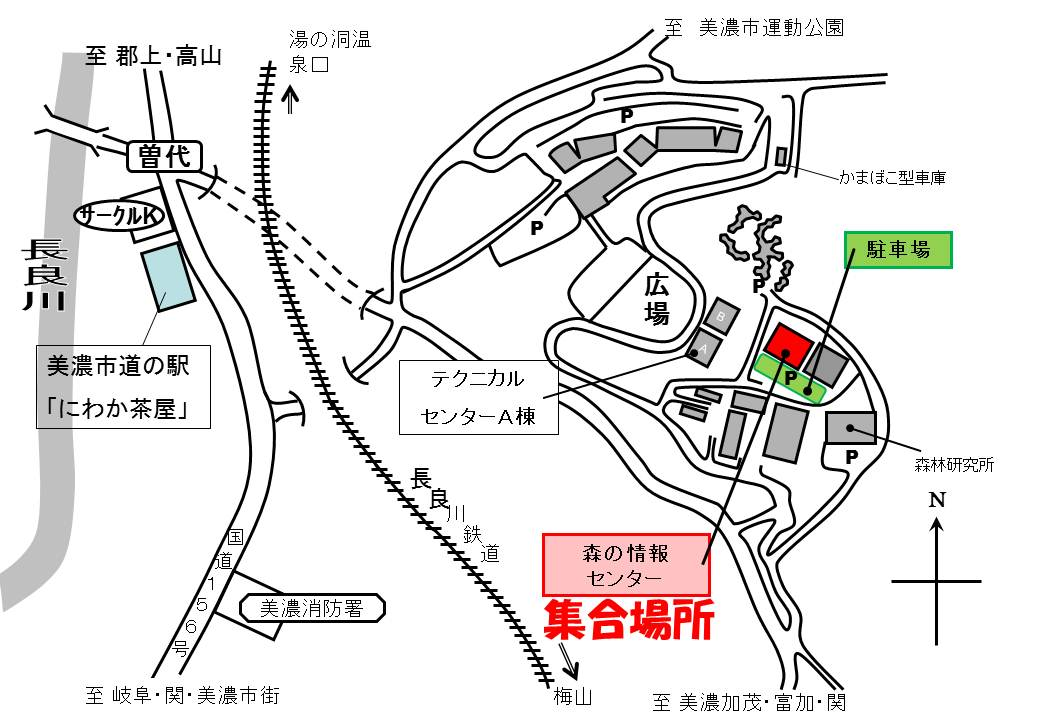 至 美濃市運動公園
湯の洞温
泉口
至 郡上・高山
P
曽代
かまぼこ型車庫
サークルK
P
駐車場
長良川
広場
P
B
A
美濃市道の駅
「にわか茶屋」
テクニカル
センターA棟
P
P
森林研究所
長良川鉄道
N
国道156号
森の情報
センター
美濃消防署
集合場所
至 岐阜・関・美濃市街
梅山
至 美濃加茂・富加・関